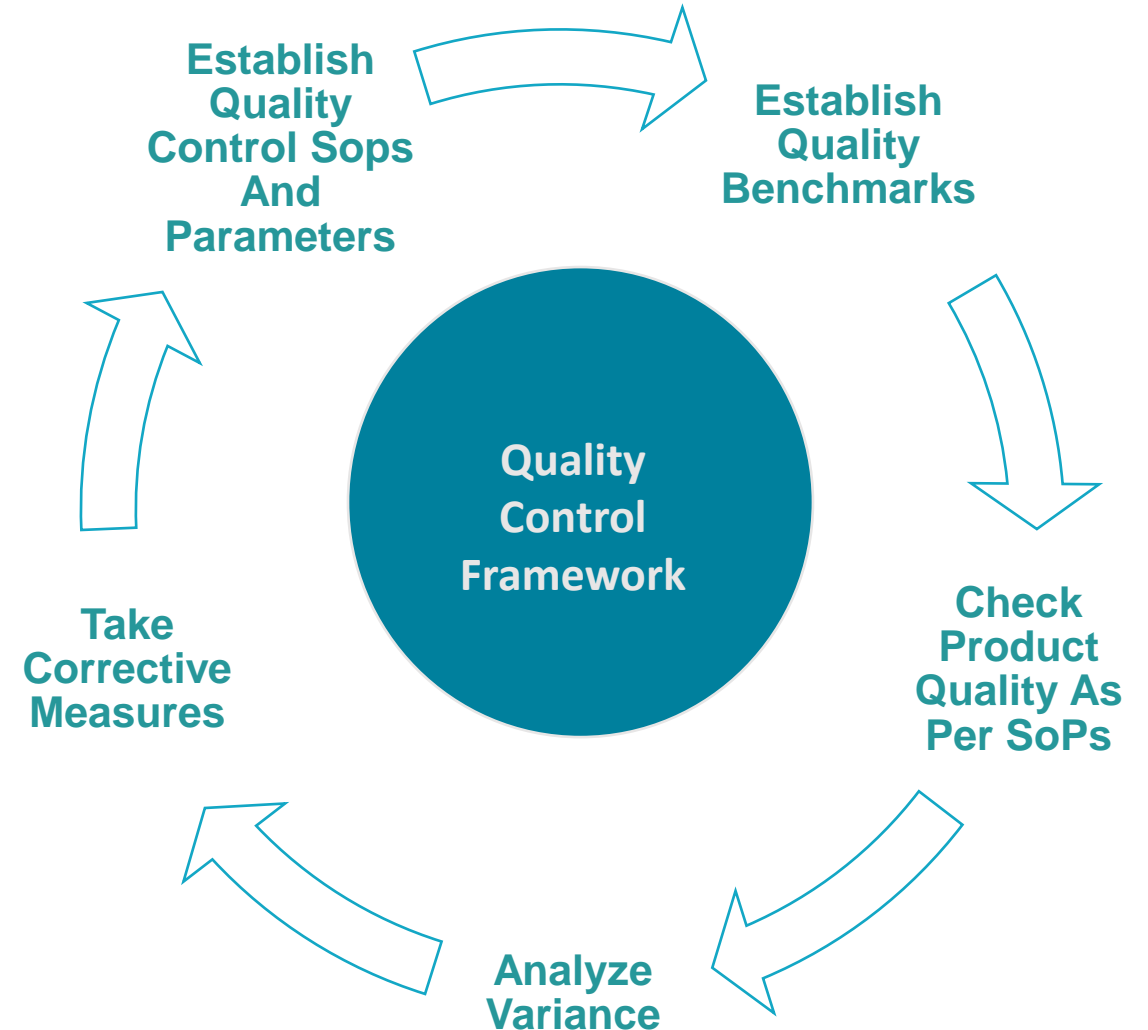 Establish
Quality
Control Sops
And
Parameters
Establish
Quality
Benchmarks
Check
Product
Quality As
Per SoPs
Analyze
Variance
Take
Corrective
Measures
Quality
Control
Framework